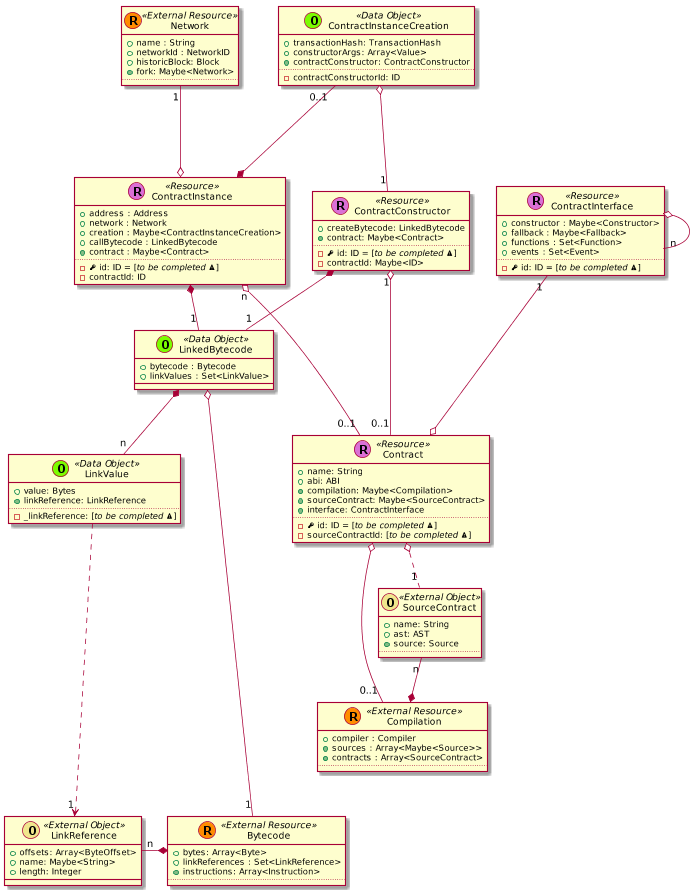 R «External Resource»
Network
name : String
networkId : NetworkID
historicBlock: Block
fork: Maybe<Network>
O «Data Object»
ContractInstanceCreation
transactionHash: TransactionHash
constructorArgs: Array<Value>
contractConstructor: ContractConstructor
contractConstructorId: ID
1
0..1
1
R «Resource»
ContractInstance
address : Address
network : Network
creation : Maybe<ContractInstanceCreation>
callBytecode : LinkedBytecode
contract : Maybe<Contract>
id: ID = [to be completed ▲]
contractId: ID
R «Resource»
ContractConstructor
createBytecode: LinkedBytecode
contract: Maybe<Contract>
id: ID = [to be completed ▲]
contractId: Maybe<ID>
R «Resource»
ContractInterface
constructor : Maybe<Constructor>
fallback : Maybe<Fallback>
functions : Set<Function>
events : Set<Event>
id: ID = [to be completed ▲]
n
n
1
1
1
1
O «Data Object»
LinkedBytecode
bytecode : Bytecode
linkValues : Set<LinkValue>
0..1
0..1
n
O «Data Object»
LinkValue
value: Bytes
linkReference: LinkReference
_linkReference: [to be completed ▲]
R «Resource»
Contract
name: String
abi: ABI
compilation: Maybe<Compilation>
sourceContract: Maybe<SourceContract>
interface: ContractInterface
id: ID = [to be completed ▲]
sourceContractId: [to be completed ▲]
1
O «External Object»
SourceContract
name: String
ast: AST
source: Source
n
0..1
R «External Resource»
Compilation
compiler : Compiler
sources : Array<Maybe<Source>>
contracts : Array<SourceContract>
1
1
O «External Object»
LinkReference
offsets: Array<ByteOffset>
name: Maybe<String>
length: Integer
n
R «External Resource»
Bytecode
bytes: Array<Byte>
linkReferences : Set<LinkReference>
instructions: Array<Instruction>